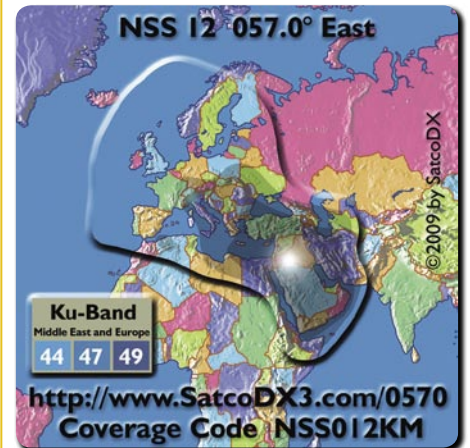 NSS 12 057.0° East
©2009 by SatcoDX
Ku-Band
Middle East and Europe
44 47 49
http://www.SatcoDX3.com/0570
Coverage Code NSS012KM